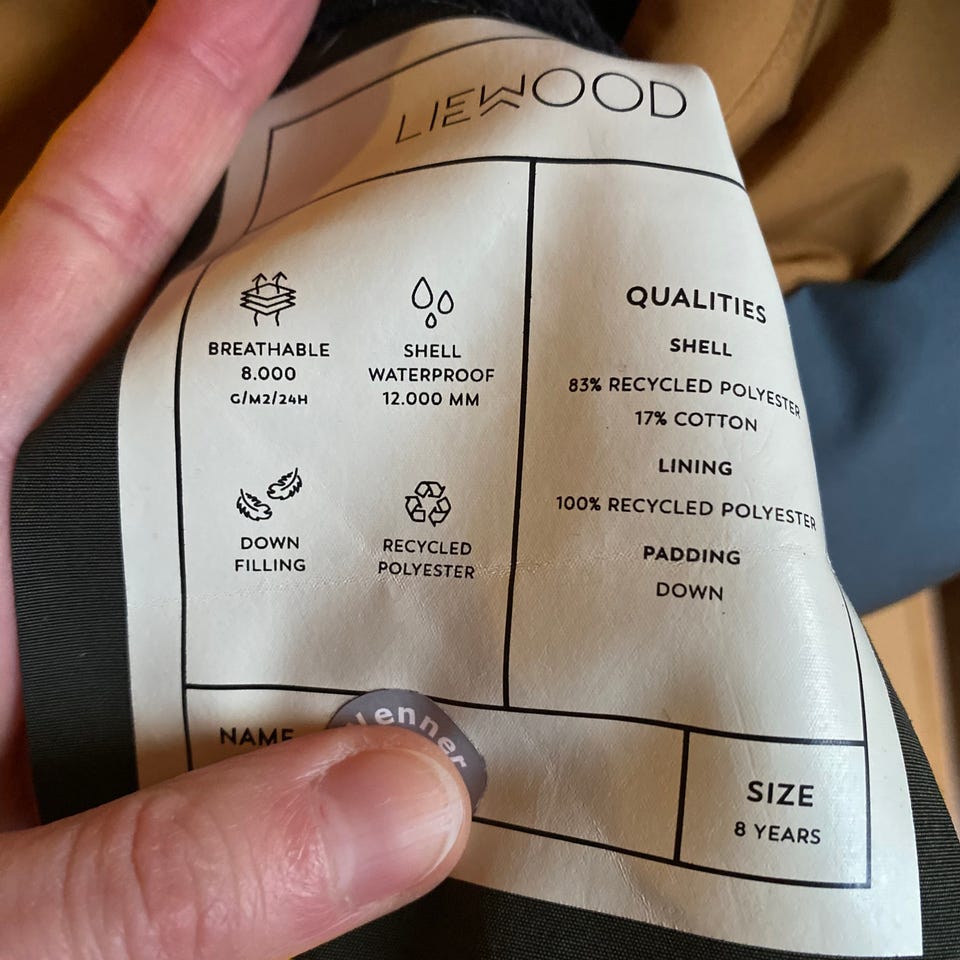 LIEWOOD
BREATHABLE
8.000
G/M2/24H
SHELL
WATERPROOF
12.000 MM
DOWN
FILLING
RECYCLED
POLYESTER
QUALITIES
SHELL
83% RECYCLED POLYESTER
17% COTTON
LINING
100% RECYCLED POLYESTER
PADDING
DOWN
NAME
SIZE
8 YEARS